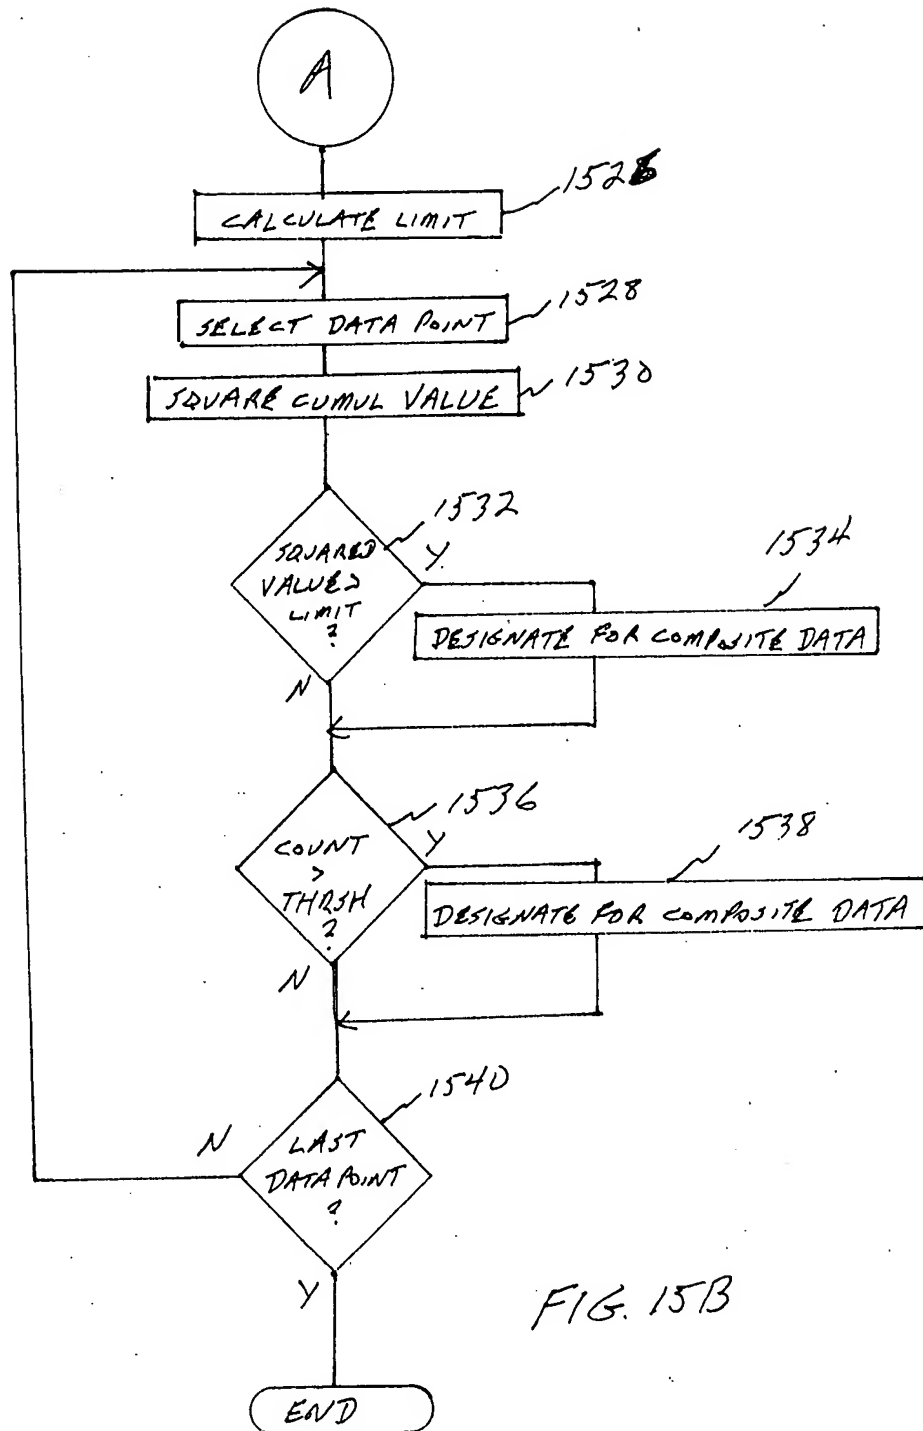 A
1526
CALCULATE LIMIT
1528
SELECT DATA POINT
1530
SQUARE CUMUL VALUE
1532
SQUARED
VALUE >
LIMIT
?
Y
1534
DESIGNATE FOR COMPOSITE DATA
N
1536
COUNT
>
THRSH
?
Y
1538
DESIGNATE FOR COMPOSITE DATA
N
1540
LAST
DATA POINT
?
N
Y
FIG. 15B
END